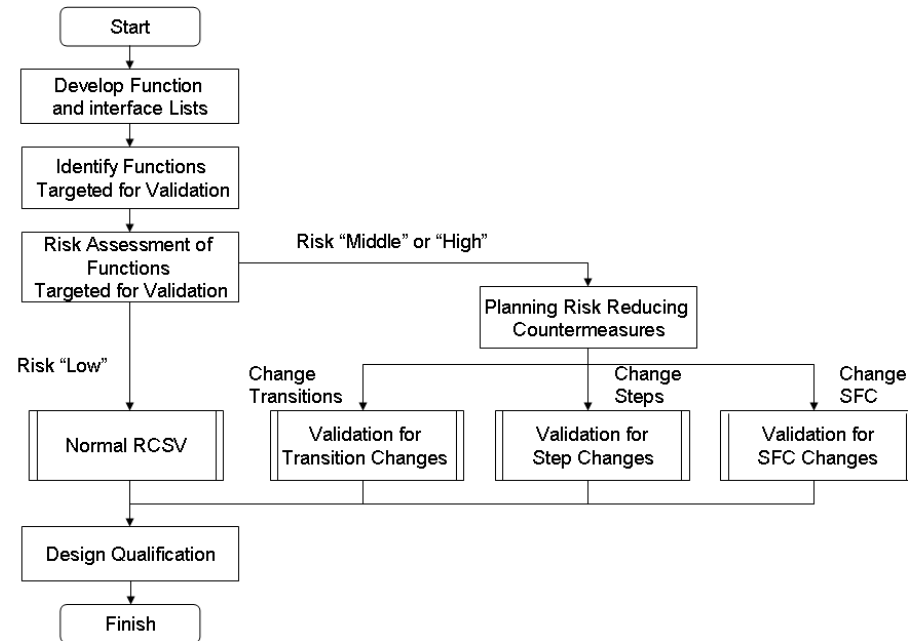 Start
Develop Function
and interface Lists
Identify Functions
Targeted for Validation
Risk Assessment of
Functions
Targeted for Validation
Risk “Middle” or “High”
Planning Risk Reducing
Countermeasures
Risk “Low”
Change
Transitions
Change
Steps
Change
SFC
Normal RCSV
Validation for
Transition Changes
Validation for
Step Changes
Validation for
SFC Changes
Design Qualification
Finish